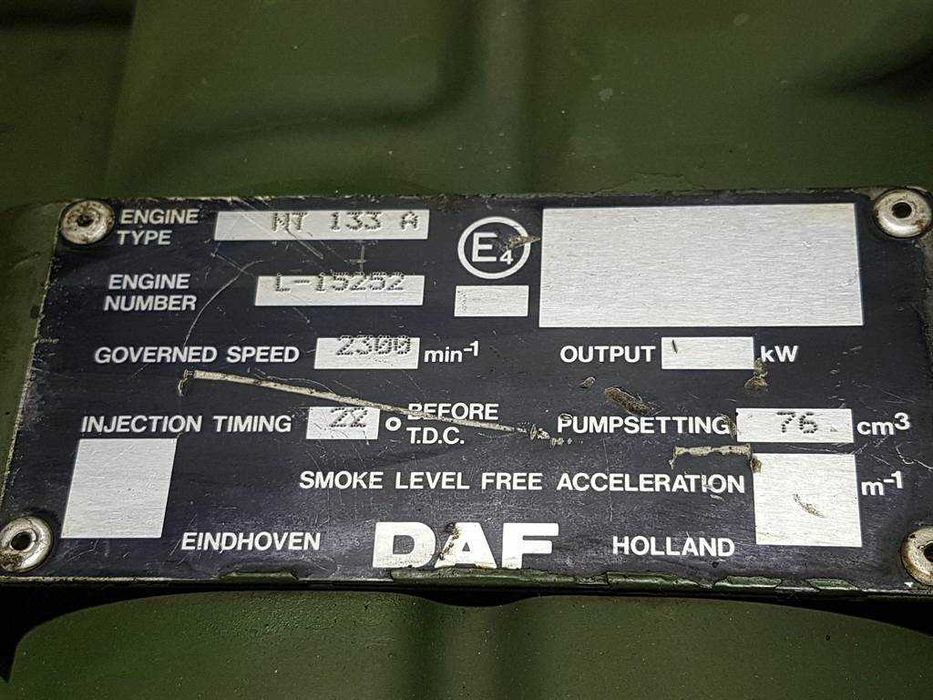 ENGINE TYPE NT 133 A
E4
ENGINE NUMBER L-15252
GOVERNED SPEED 2300 min-1
OUTPUT kW
INJECTION TIMING 22 o BEFORE T.D.C.
PUMPSETTING 76 cm3
SMOKE LEVEL FREE ACCELERATION m-1
EINDHOVEN DAF HOLLAND